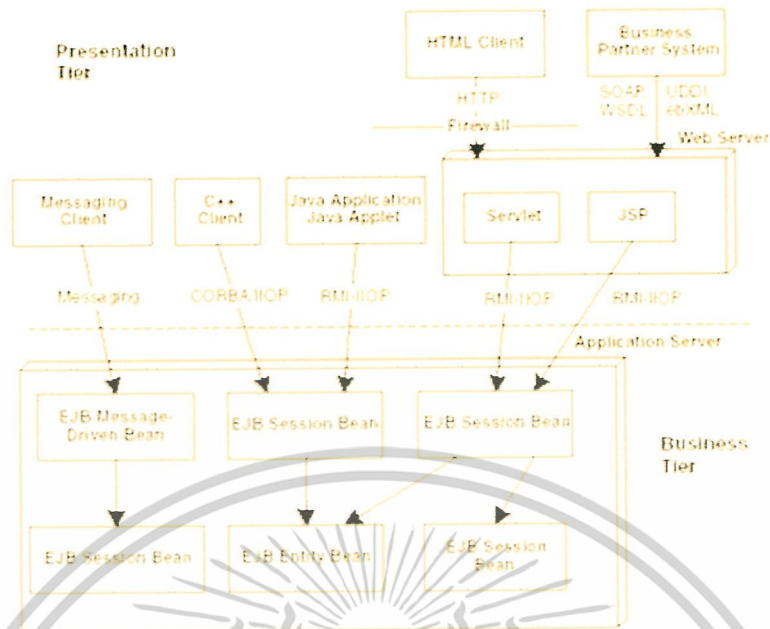 Presentation
Tier
HTML Client
Business
Partner System
HTTP
SOAP
WSDL
UDDI
ebXML
Firewall
Web Server
Messaging
Client
C++
Client
Java Application
Java Applet
Servlet
JSP
Messaging
CORBA/IIOP
RMI-IIOP
RMI-IIOP
RMI-IIOP
Application Server
EJB Message-
Driven Bean
EJB Session Bean
EJB Session Bean
Business
Tier
EJB Session Bean
EJB Entity Bean
EJB Session
Bean